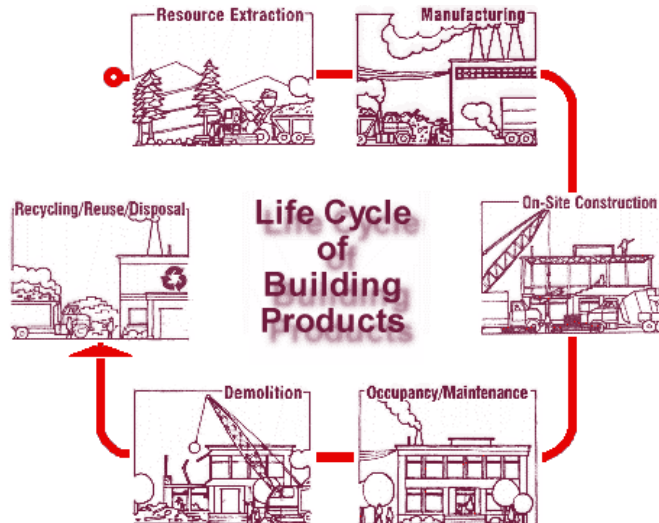 Resource Extraction
Manufacturing
Recycling/Reuse/Disposal
Life Cycle
of
Building
Products
On-Site Construction
Demolition
Occupancy/Maintenance